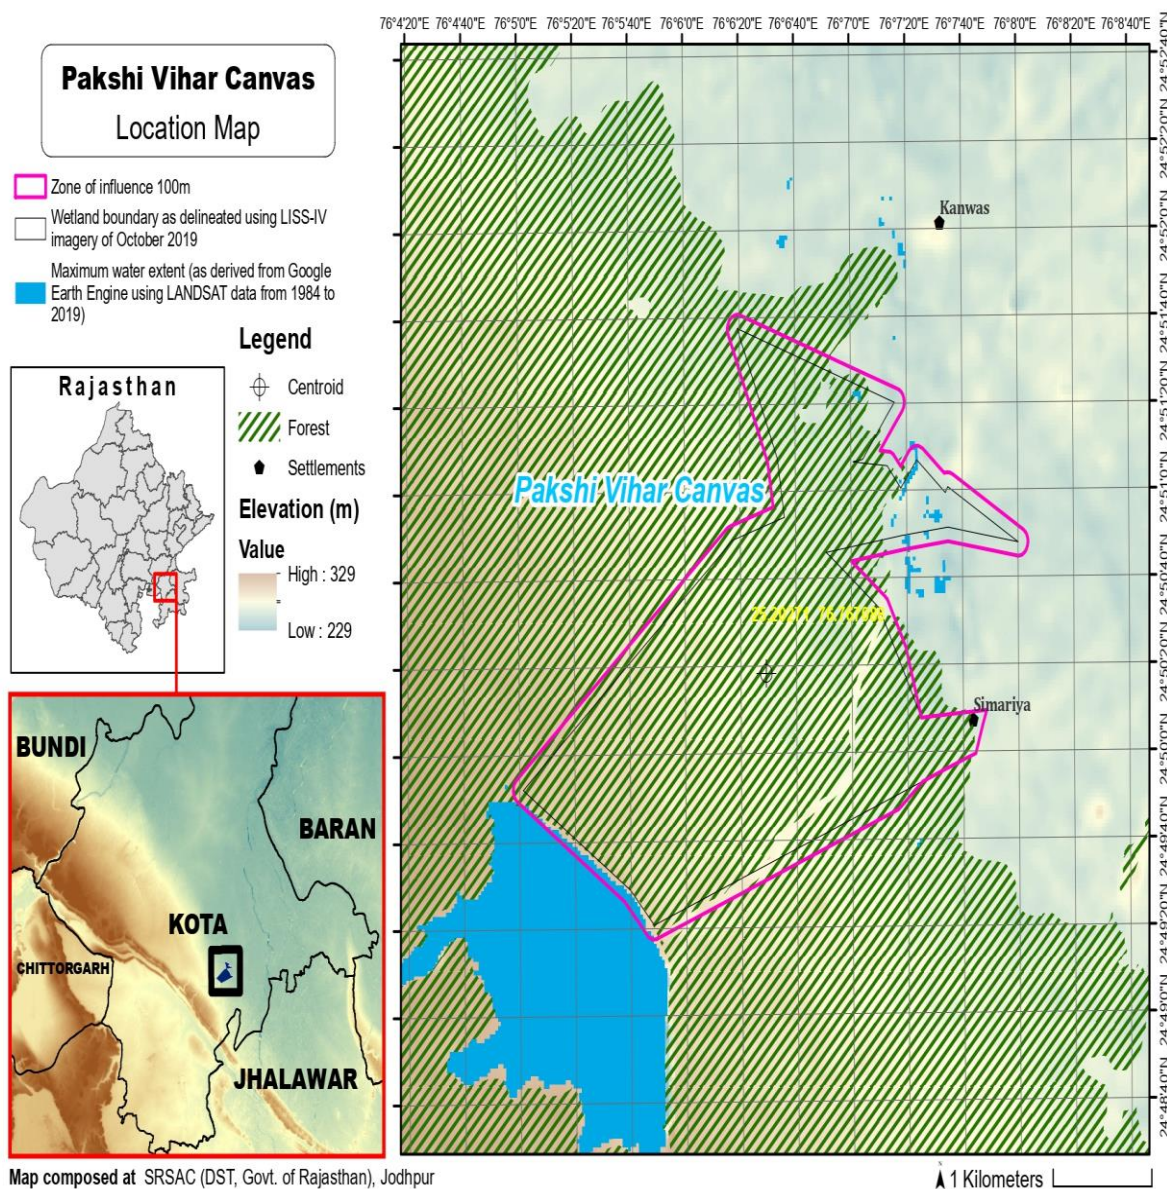 Pakshi Vihar Canvas
Location Map
Zone of influence 100m
Wetland boundary as delineated using LISS-IV
imagery of October 2019
Maximum water extent (as derived from Google
Earth Engine using LANDSAT data from 1984 to
2019)
Legend
Centroid
Forest
Settlements
Elevation (m)
Value
High : 329
Low : 229
Rajasthan
BUNDI
BARAN
KOTA
CHITTORGARH
JHALAWAR
76°4'20"E 76°4'40"E 76°5'0"E 76°5'20"E 76°5'40"E 76°6'0"E 76°6'20"E 76°6'40"E 76°7'0"E 76°7'20"E 76°7'40"E 76°8'0"E 76°8'20"E 76°8'40"E
24°52'40"N
24°52'20"N
24°52'0"N
24°51'40"N
24°51'20"N
24°51'0"N
24°50'40"N
24°50'20"N
24°50'0"N
24°49'40"N
24°49'20"N
24°49'0"N
24°48'40"N
Kanwas
Pakshi Vihar Canvas
Simariya
Map composed at SRSAC (DST, Govt. of Rajasthan), Jodhpur
1 Kilometers